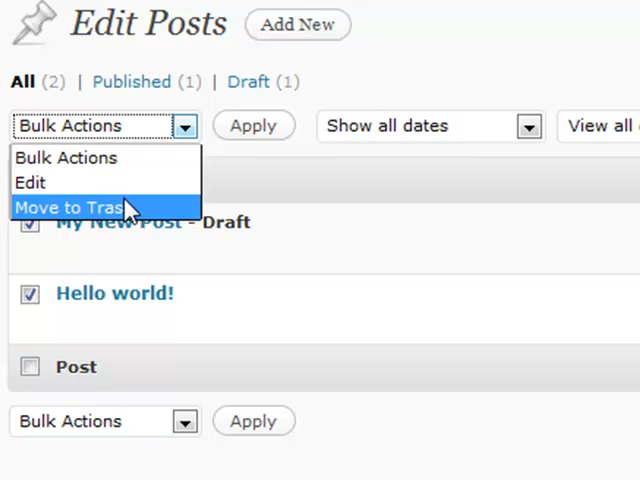 Edit Posts Add New
All (2) | Published (1) | Draft (1)
Bulk Actions Apply Show all dates View all
Bulk Actions
Edit
Move to Tras
My New Post - Draft
Hello world!
Post
Bulk Actions Apply